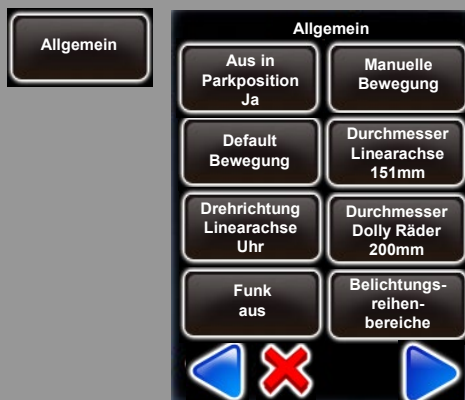 Allgemein
Allgemein
Aus in
Parkposition
Ja
Manuelle
Bewegung
Default
Bewegung
Durchmesser
Linearachse
151mm
Drehrichtung
Linearachse
Uhr
Durchmesser
Dolly Räder
200mm
Funk
aus
Belichtungs-
reihen-
bereiche